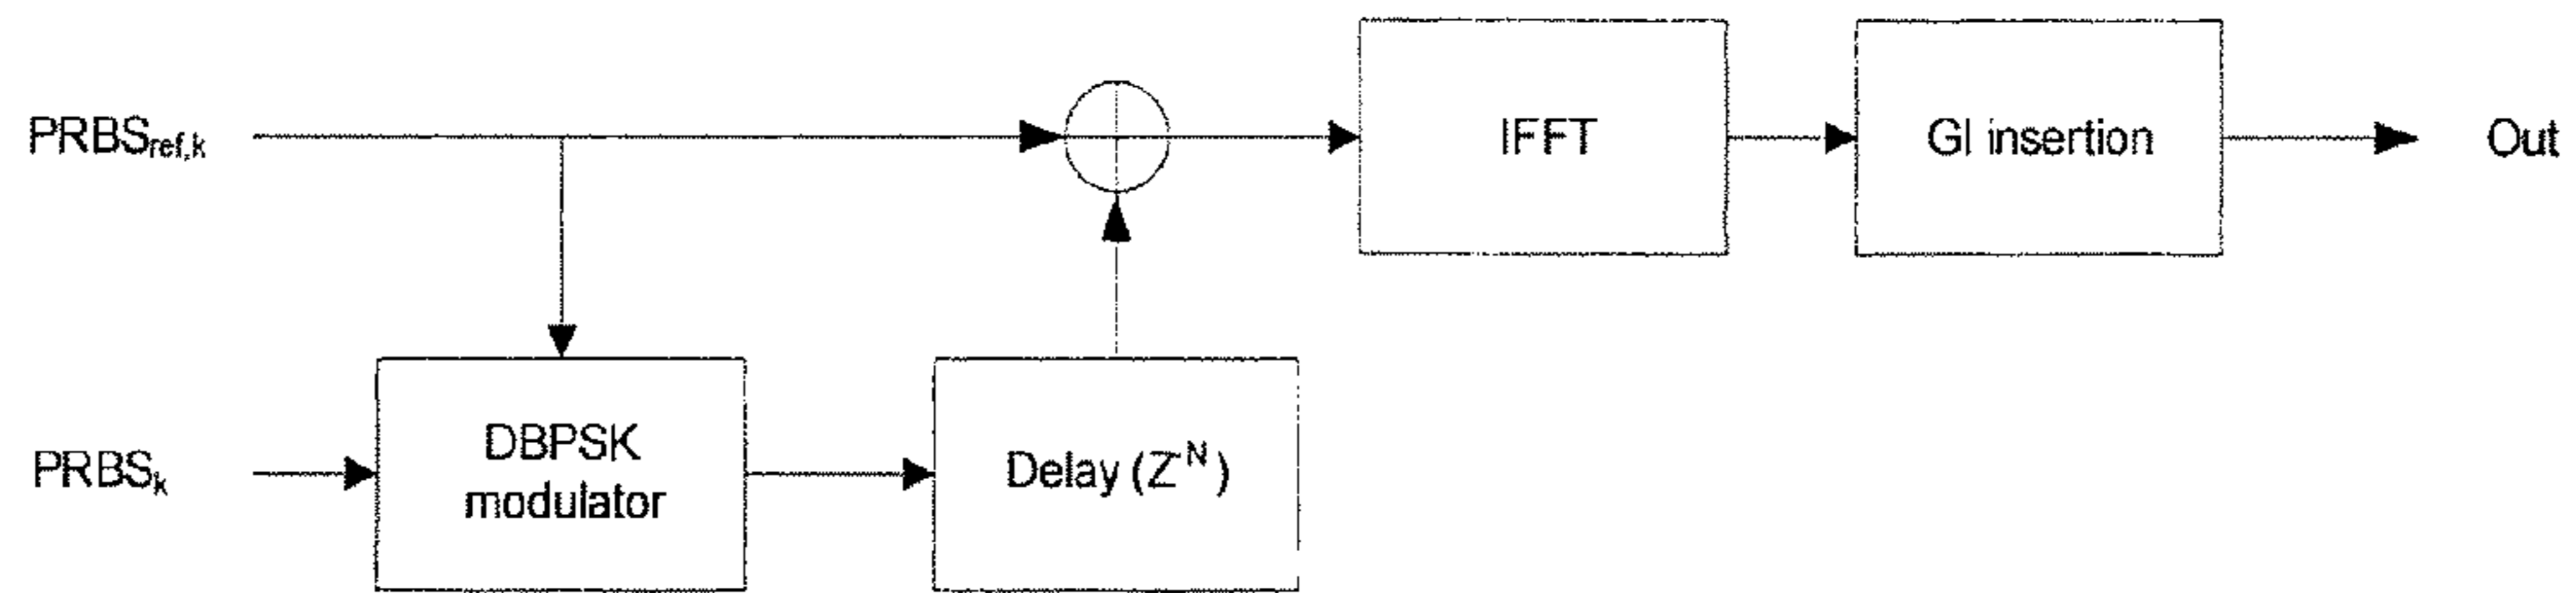 PRBSref,k
IFFT
GI insertion
Out
PRBSk
DBPSK
modulator
Delay (Z-N)